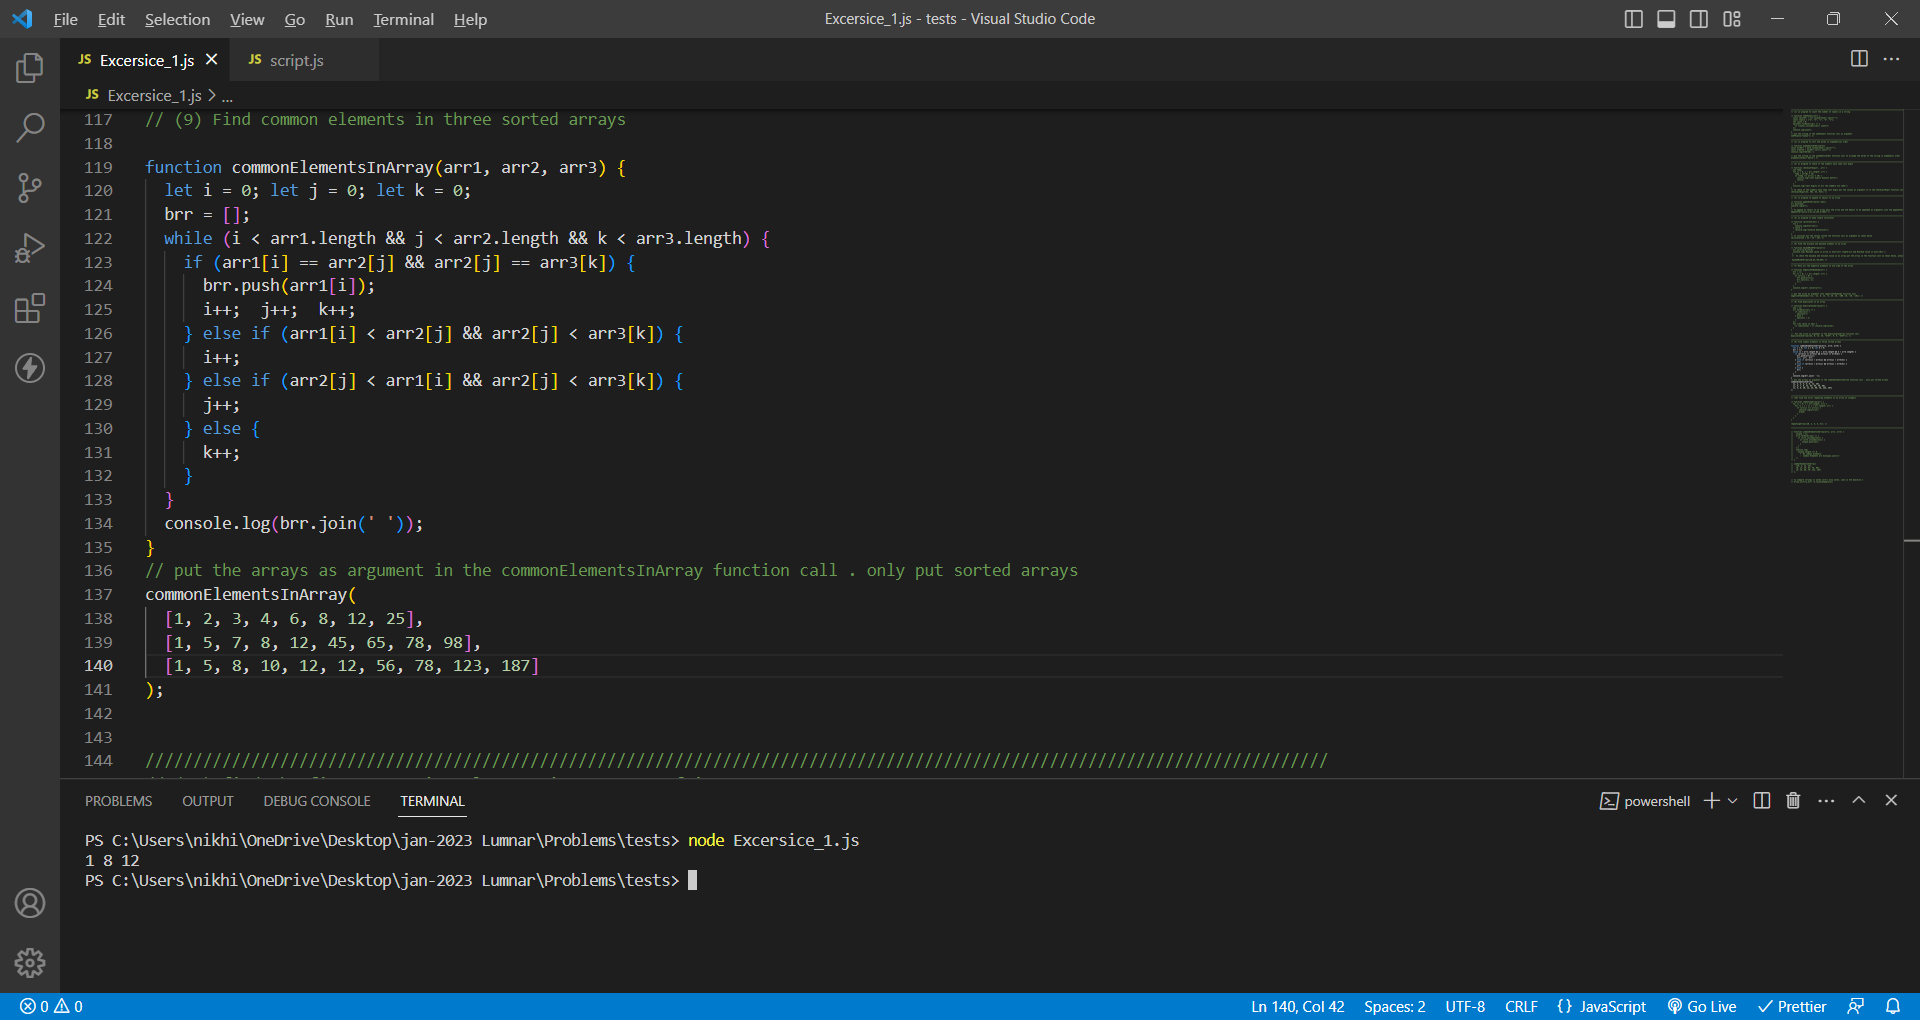 File Edit Selection View Go Run Terminal Help
Excersice_1.js - tests - Visual Studio Code
JS Excersice_1.js
JS script.js
JS Excersice_1.js > ...
117 // (9) Find common elements in three sorted arrays
118
119 function commonElementsInArray(arr1, arr2, arr3) {
120 let i = 0; let j = 0; let k = 0;
121 brr = [];
122 while (i < arr1.length && j < arr2.length && k < arr3.length) {
123 if (arr1[i] == arr2[j] && arr2[j] == arr3[k]) {
124 brr.push(arr1[i]);
125 i++; j++; k++;
126 } else if (arr1[i] < arr2[j] && arr2[j] < arr3[k]) {
127 i++;
128 } else if (arr2[j] < arr1[i] && arr2[j] < arr3[k]) {
129 j++;
130 } else {
131 k++;
132 }
133 }
134 console.log(brr.join(' '));
135 }
136 // put the arrays as argument in the commonElementsInArray function call . only put sorted arrays
137 commonElementsInArray(
138 [1, 2, 3, 4, 6, 8, 12, 25],
139 [1, 5, 7, 8, 12, 45, 65, 78, 98],
140 [1, 5, 8, 10, 12, 12, 56, 78, 123, 187]
141 );
142
143
144 ///////////////////////////////////////////////////////////////////////////////////////////////////////////////////////////
PROBLEMS OUTPUT DEBUG CONSOLE TERMINAL
powershell
PS C:\Users\nikhi\OneDrive\Desktop\jan-2023 Lumnar\Problems\tests> node Excersice_1.js
1 8 12
PS C:\Users\nikhi\OneDrive\Desktop\jan-2023 Lumnar\Problems\tests>
0 0
Ln 140, Col 42 Spaces: 2 UTF-8 CRLF {} JavaScript Go Live Prettier